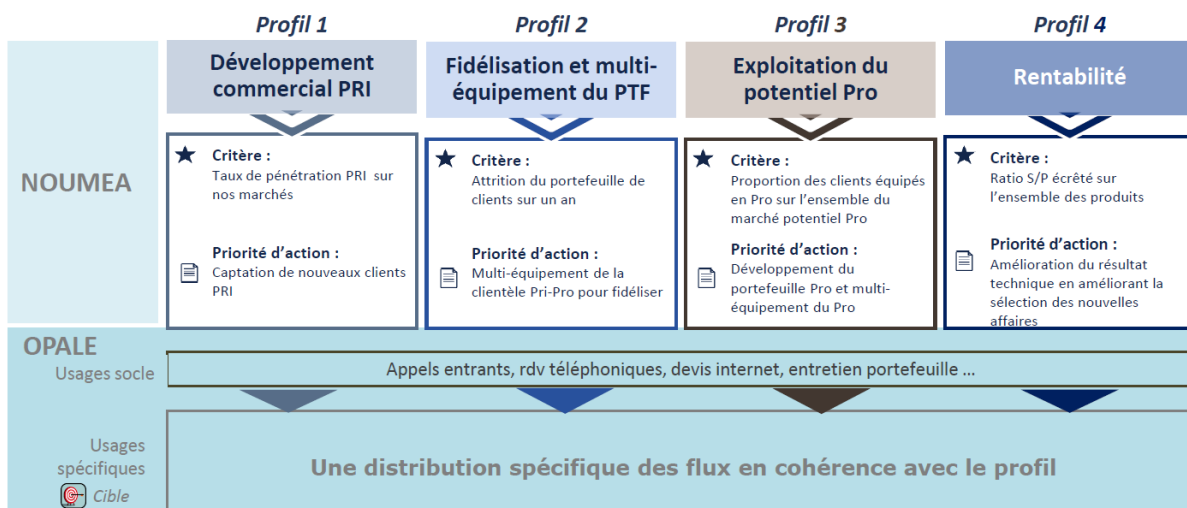 Profil 1
Profil 2
Profil 3
Profil 4
Développement
commercial PRI
Fidélisation et multi-
équipement du PTF
Exploitation du
potentiel Pro
Rentabilité
NOUMEA
Critère :
Taux de pénétration PRI sur
nos marchés
Priorité d'action :
Captation de nouveaux clients
PRI
Critère :
Attrition du portefeuille de
clients sur un an
Priorité d'action :
Multi-équipement de la
clientèle Pri-Pro pour fidéliser
Critère :
Proportion des clients équipés
en Pro sur l'ensemble du
marché potentiel Pro
Priorité d'action :
Développement du
portefeuille Pro et multi-
équipement du Pro
Critère :
Ratio S/P écrêté sur
l'ensemble des produits
Priorité d'action :
Amélioration du résultat
technique en améliorant la
sélection des nouvelles
affaires
OPALE
Usages socle
Appels entrants, rdv téléphoniques, devis internet, entretien portefeuille ...
Usages
spécifiques
Cible
Une distribution spécifique des flux en cohérence avec le profil